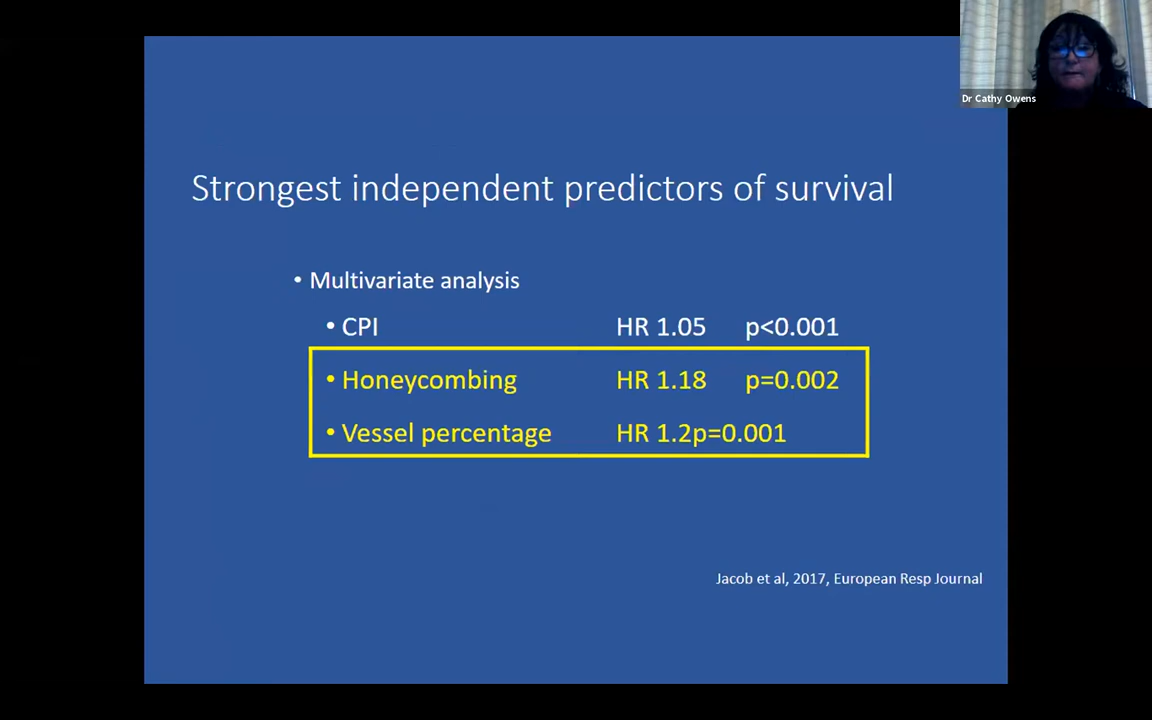 Dr Cathy Owens
Strongest independent predictors of survival
• Multivariate analysis
• CPI HR 1.05 p<0.001
• Honeycombing HR 1.18 p=0.002
• Vessel percentage HR 1.2p=0.001
Jacob et al, 2017, European Resp Journal